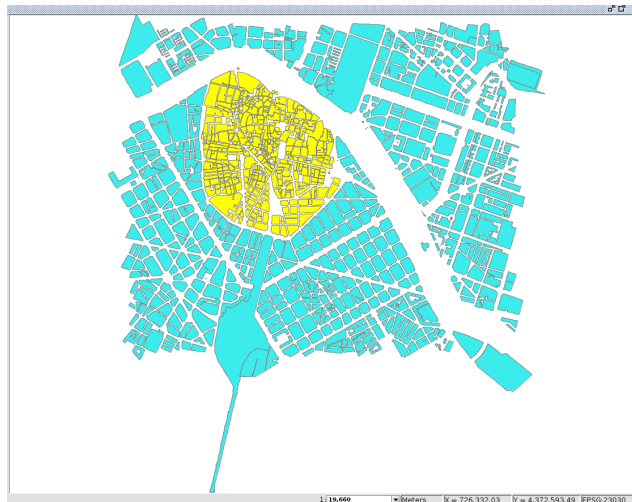 1: 19,660 Meters X = 726,332.03 Y = 4,372,593.49 EPSG:23030